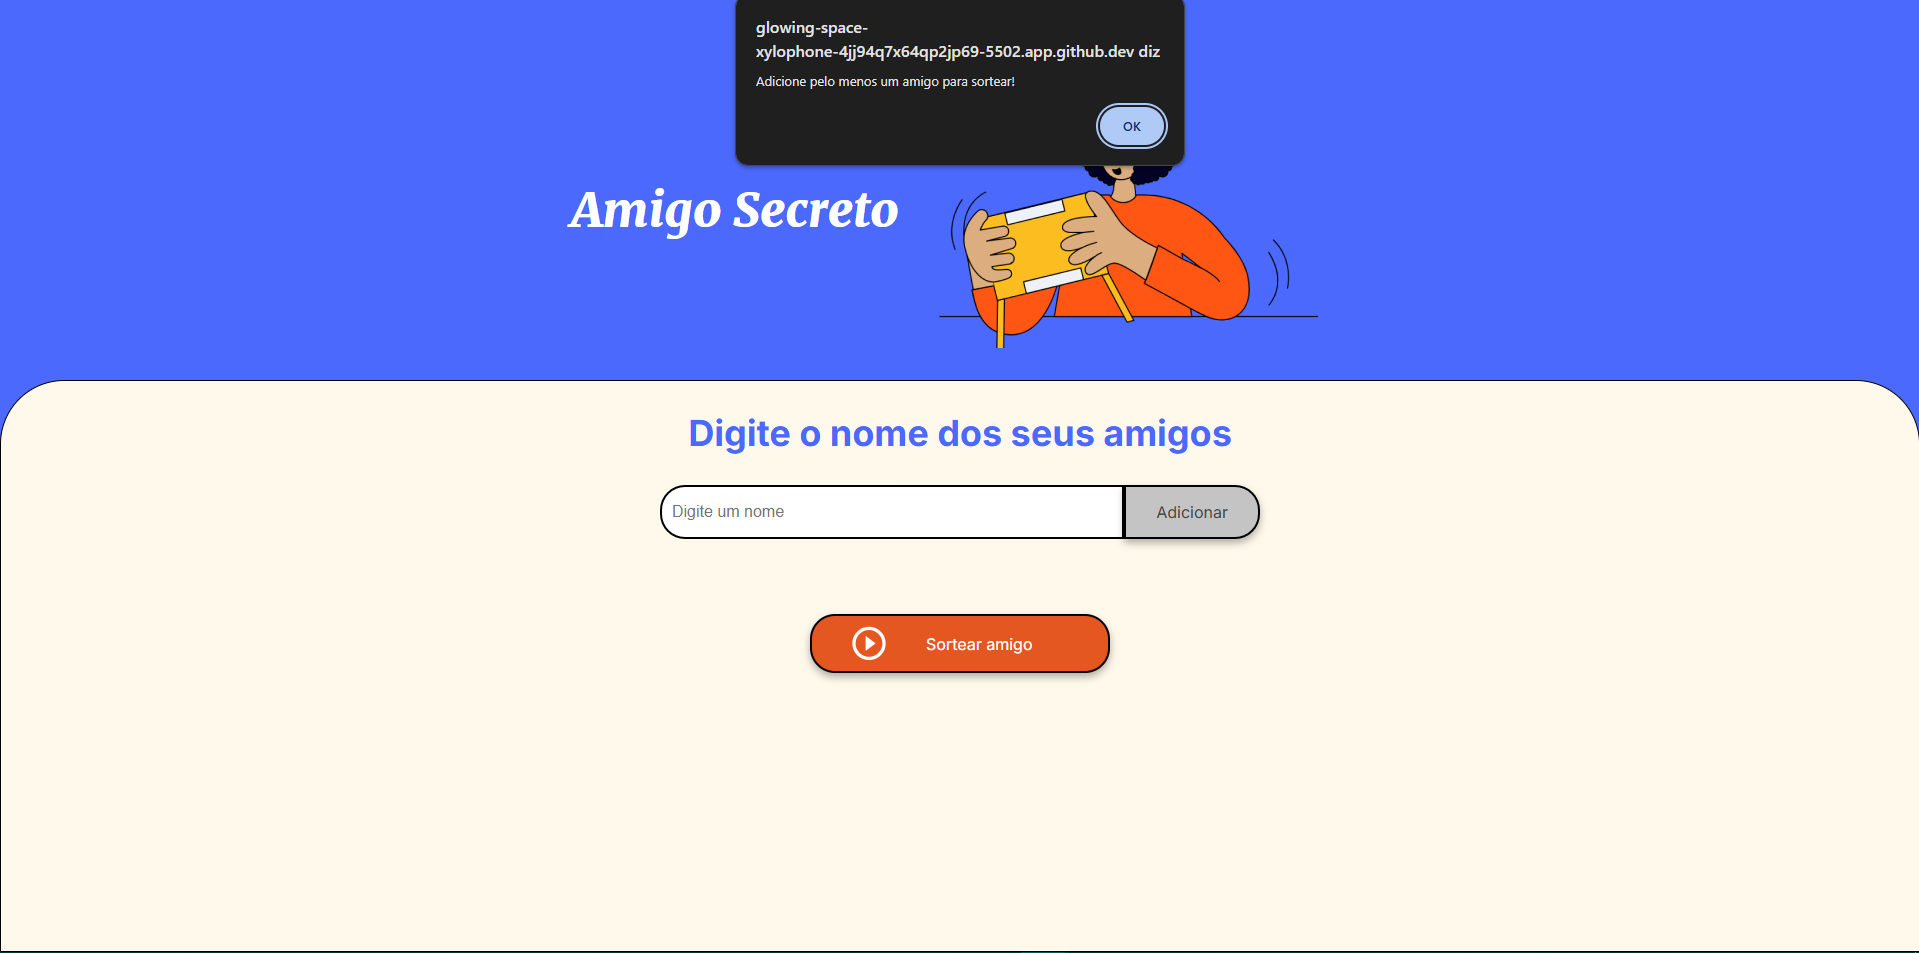 glowing-space-
xylophone-4jj94q7x64qp2jp69-5502.app.github.dev diz
Adicione pelo menos um amigo para sortear!
OK
Amigo Secreto
Digite o nome dos seus amigos
Digite um nome
Adicionar
Sortear amigo